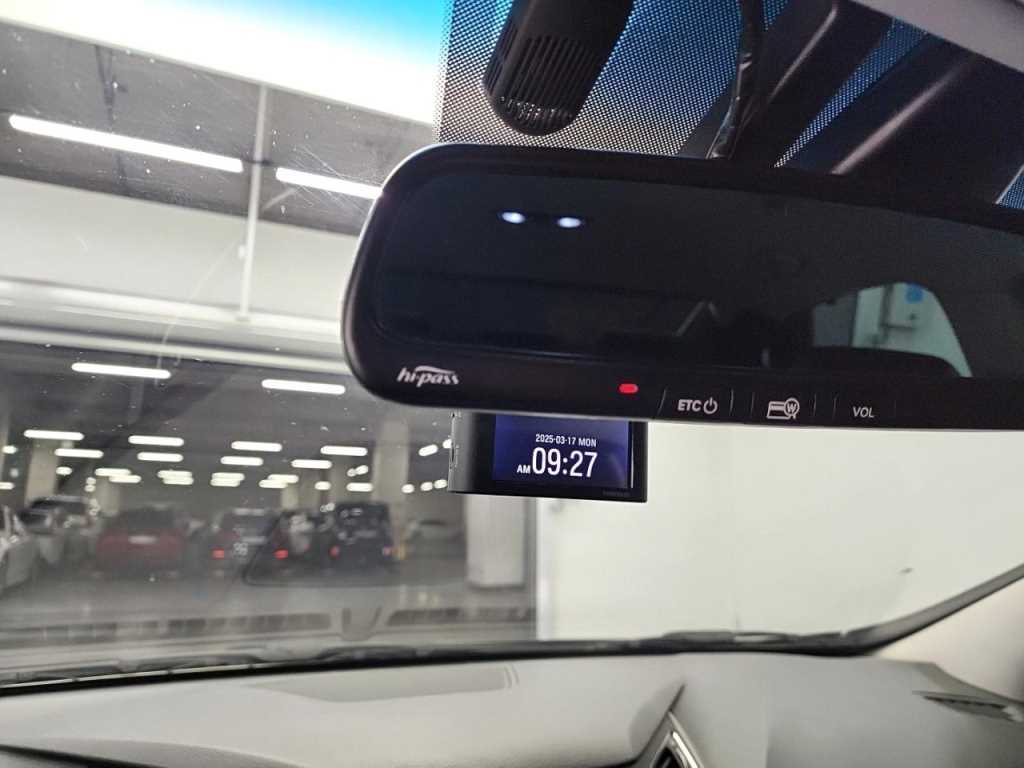 hi-pass
ETC
W
VOL
2025-03-17 MON
AM 09:27